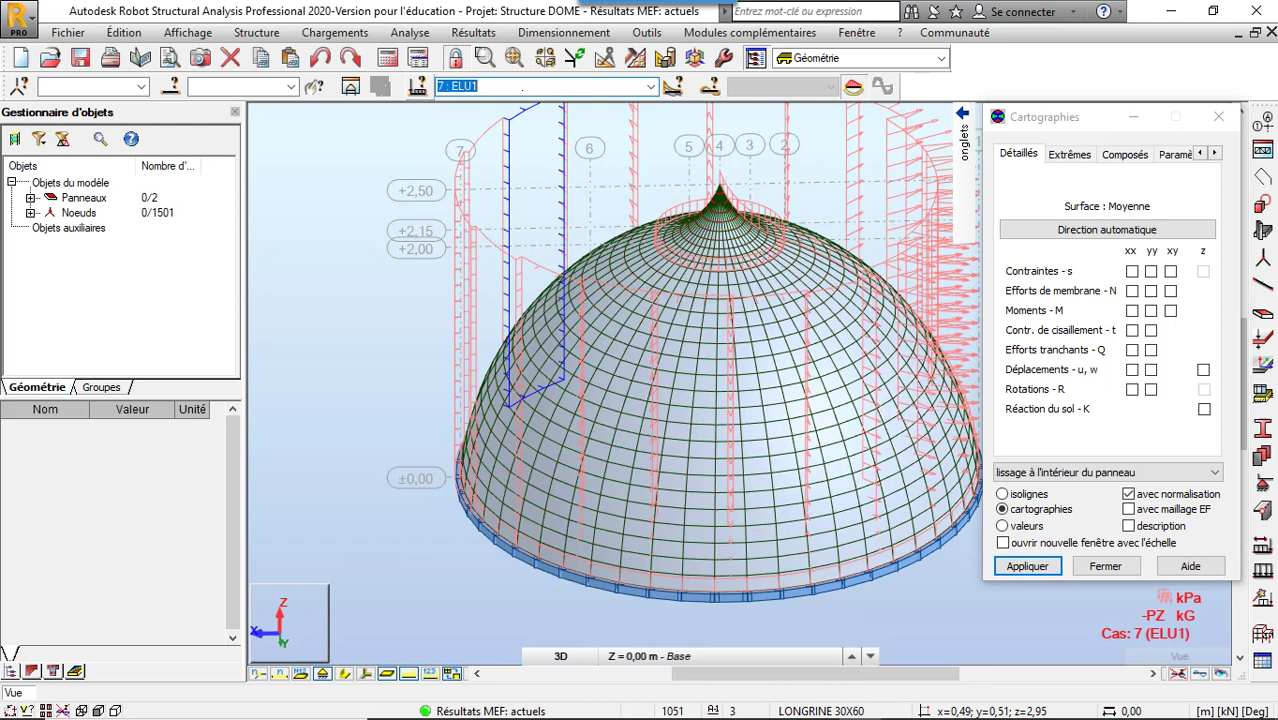 Autodesk Robot Structural Analysis Professional 2020-Version pour l'éducation - Projet: Structure DOME - Résultats MEF: actuels
Entrez mot-clé ou expression
Se connecter
PRO
Fichier Édition Affichage Structure Chargements Analyse Résultats Dimensionnement Outils Modules complémentaires Fenêtre ? Communauté
Géométrie
7 : ELU1
Gestionnaire d'objets
Objets Nombre d'...
Objets du modèle
Panneaux 0/2
Noeuds 0/1501
Objets auxiliaires
Géométrie Groupes
Nom Valeur Unité
7 6 5 4 3 2
+2,50
+2,15
+2,00
±0,00
onglets
Cartographies
Détaillés Extrêmes Composés Paramè
Surface : Moyenne
Direction automatique
xx yy xy z
Contraintes - s
Efforts de membrane - N
Moments - M
Contr. de cisaillement - t
Efforts tranchants - Q
Déplacements - u, w
Rotations - R
Réaction du sol - K
lissage à l'intérieur du panneau
isolignes avec normalisation
cartographies avec maillage EF
valeurs description
ouvrir nouvelle fenêtre avec l'échelle
Appliquer Fermer Aide
kPa
-PZ kG
Cas: 7 (ELU1)
Z
X
Y
3D Z = 0,00 m - Base
Vue
Vue
Résultats MEF: actuels 1051 3 LONGRINE 30X60 x=0,49; y=0,51; z=2,95 0,00 [m] [kN] [Deg]